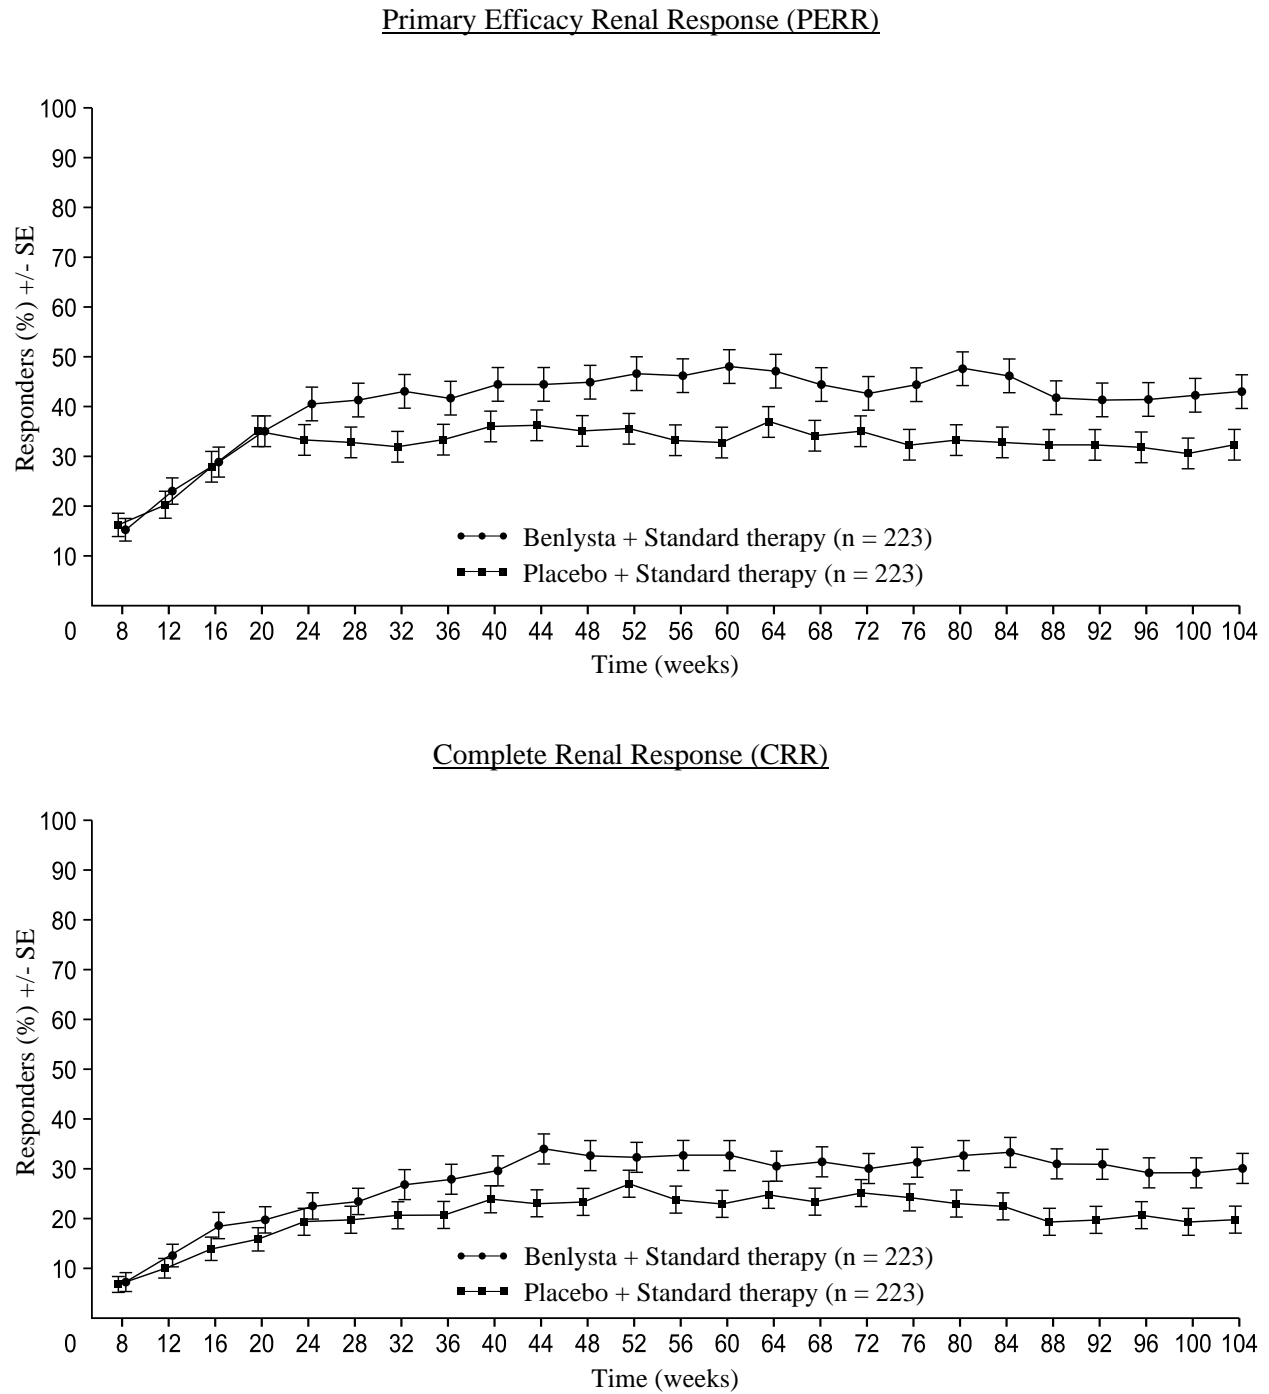 Primary Efficacy Renal Response (PERR)
100
90
80
70
60
50
40
30
20
10
Responders (%) +/- SE
Benlysta + Standard therapy (n = 223)
Placebo + Standard therapy (n = 223)
0 8 12 16 20 24 28 32 36 40 44 48 52 56 60 64 68 72 76 80 84 88 92 96 100 104
Time (weeks)
Complete Renal Response (CRR)
100
90
80
70
60
50
40
30
20
10
Responders (%) +/- SE
Benlysta + Standard therapy (n = 223)
Placebo + Standard therapy (n = 223)
0 8 12 16 20 24 28 32 36 40 44 48 52 56 60 64 68 72 76 80 84 88 92 96 100 104
Time (weeks)